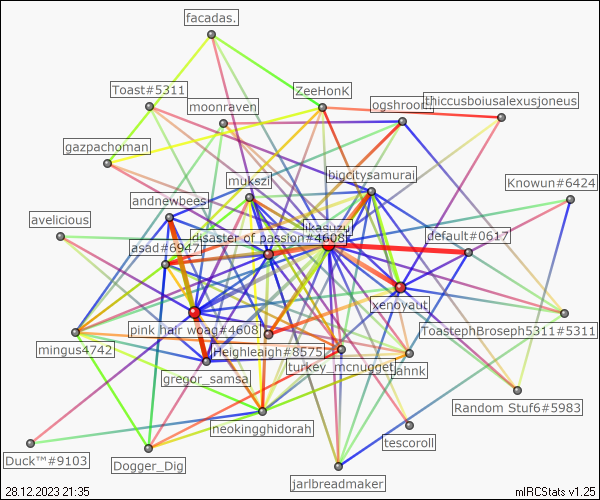 facadas.
Toast#5311
ZeeHonK
thiccusboiusalexusjoneus
moonraven
ogshroom
gazpachoman
bigcitysamurai
mukszi
Knowun#6424
andnewbees
avelicious
ikasuzu
disaster of passion#4608
default#0617
asad#6947
xenovaut
pink hair woag#4608
ToastephBroseph5311#5311
mingus4742
Heighleaigh#8575
turkey_mcnugget
gregor_samsa
Random Stuf6#5983
neokingghidorah
tescoroll
Duck™#9103
Dogger_Dig
jarlbreadmaker
28.12.2023 21:35
mIRCStats v1.25